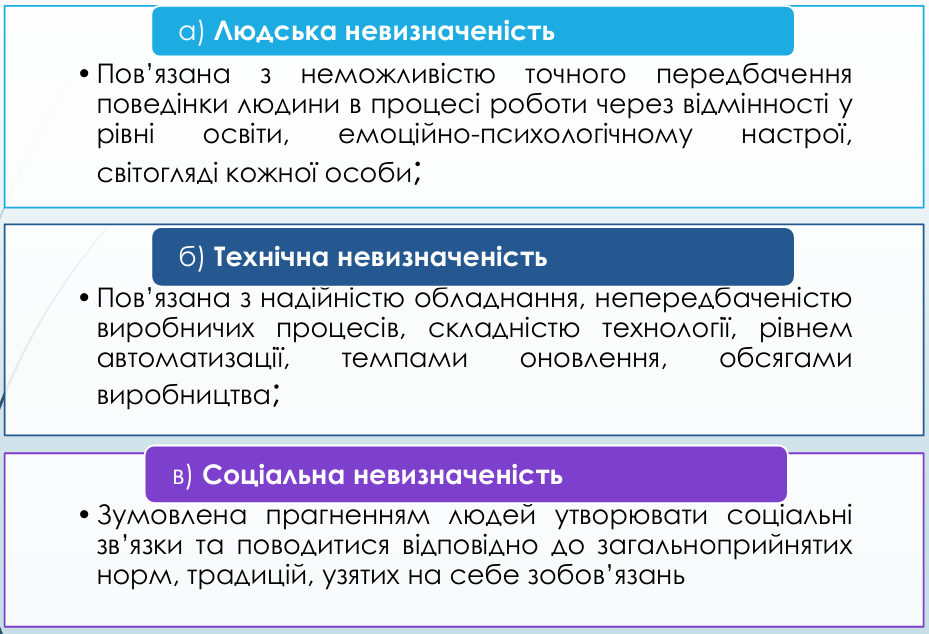 а) Людська невизначеність
• Пов’язана з неможливістю точного передбачення
поведінки людини в процесі роботи через відмінності у
рівні освіти, емоційно-психологічному настрої,
світогляді кожної особи;
б) Технічна невизначеність
• Пов’язана з надійністю обладнання, непередбаченістю
виробничих процесів, складністю технології, рівнем
автоматизації, темпами оновлення, обсягами
виробництва;
в) Соціальна невизначеність
• Зумовлена прагненням людей утворювати соціальні
зв’язки та поводитися відповідно до загальноприйнятих
норм, традицій, узятих на себе зобов’язань